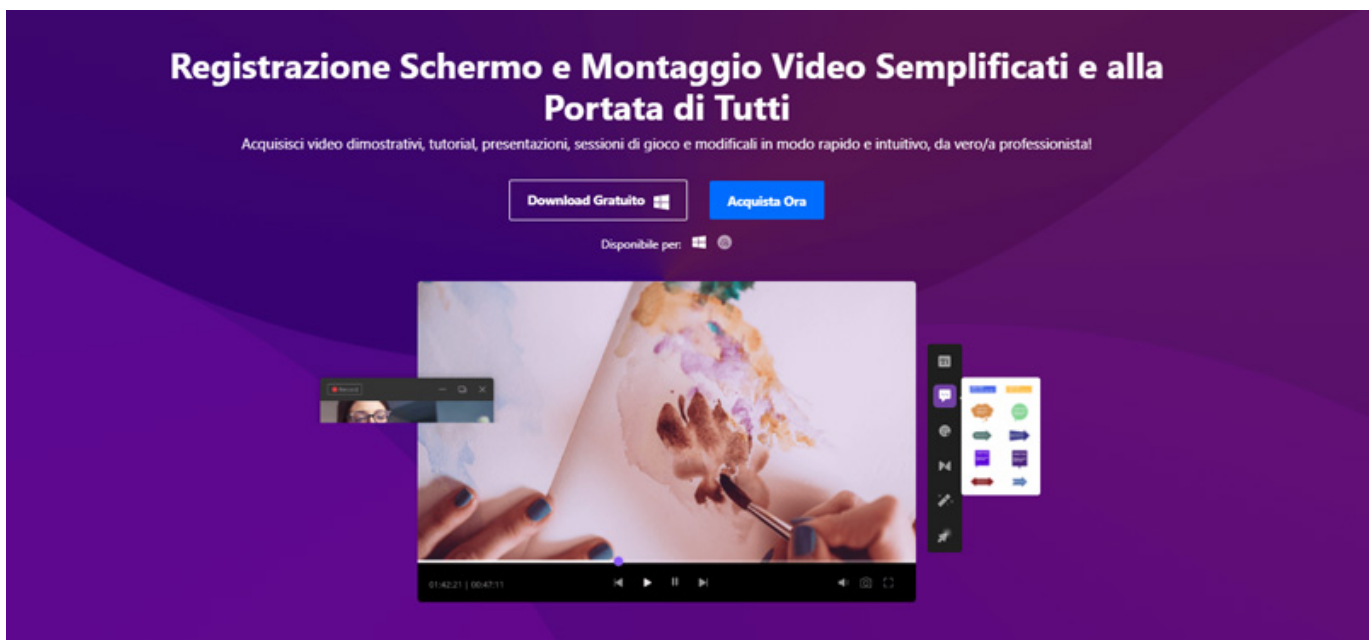 Registrazione Schermo e Montaggio Video Semplificati e alla
Portata di Tutti
Acquisisci video dimostrativi, tutorial, presentazioni, sessioni di gioco e modificali in modo rapido e intuitivo, da vero/a professionista!
Download Gratuito
Acquista Ora
Disponibile per:
Record
01:42:21 | 00:47:11